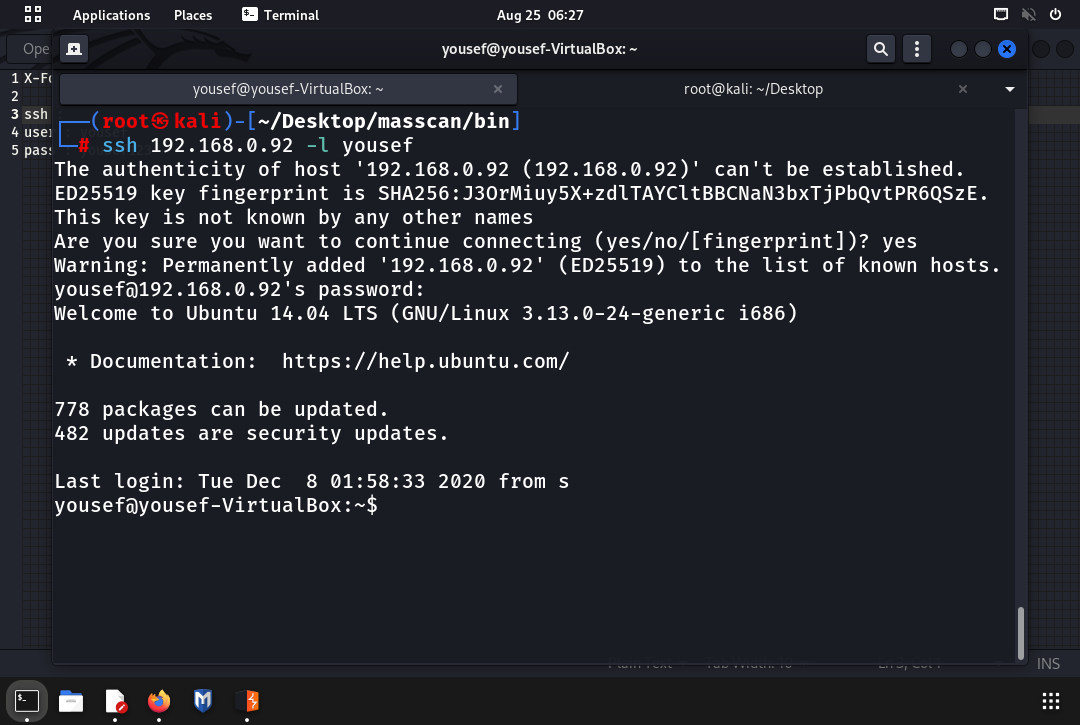 Applications Places Terminal Aug 25 06:27
Ope
yousef@yousef-VirtualBox: ~
yousef@yousef-VirtualBox: ~ root@kali: ~/Desktop
1 X-Fo
2
3 ssh
4 user
5 pass
(root㉿kali)-[~/Desktop/masscan/bin]
# ssh 192.168.0.92 -l yousef
The authenticity of host '192.168.0.92 (192.168.0.92)' can't be established.
ED25519 key fingerprint is SHA256:J3OrMiuy5X+zdlTAYCltBBCNaN3bxTjPbQvtPR6QSzE.
This key is not known by any other names
Are you sure you want to continue connecting (yes/no/[fingerprint])? yes
Warning: Permanently added '192.168.0.92' (ED25519) to the list of known hosts.
yousef@192.168.0.92's password:
Welcome to Ubuntu 14.04 LTS (GNU/Linux 3.13.0-24-generic i686)
* Documentation: https://help.ubuntu.com/
778 packages can be updated.
482 updates are security updates.
Last login: Tue Dec 8 01:58:33 2020 from s
yousef@yousef-VirtualBox:~$
INS